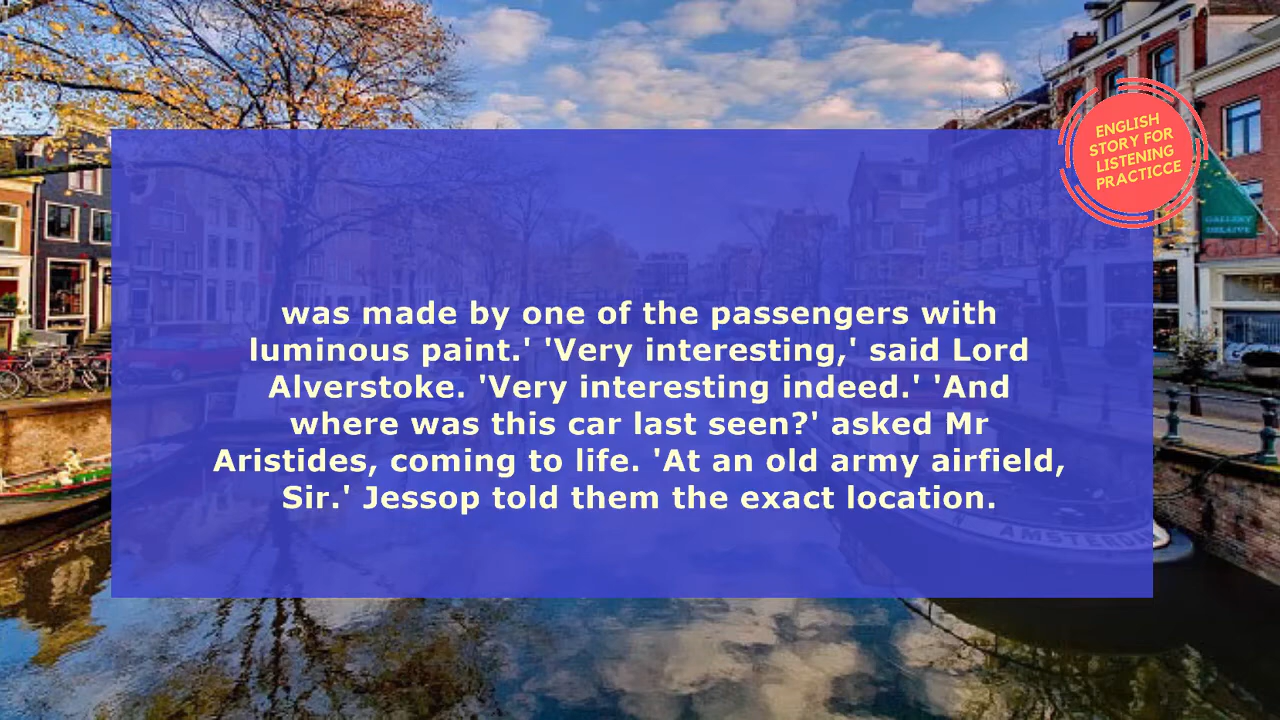 ENGLISH
STORY FOR
LISTENING
PRACTICCE
GALLERY
was made by one of the passengers with
luminous paint.' 'Very interesting,' said Lord
Alverstoke. 'Very interesting indeed.' 'And
where was this car last seen?' asked Mr
Aristides, coming to life. 'At an old army airfield,
Sir.' Jessop told them the exact location.
AMSTERDAM